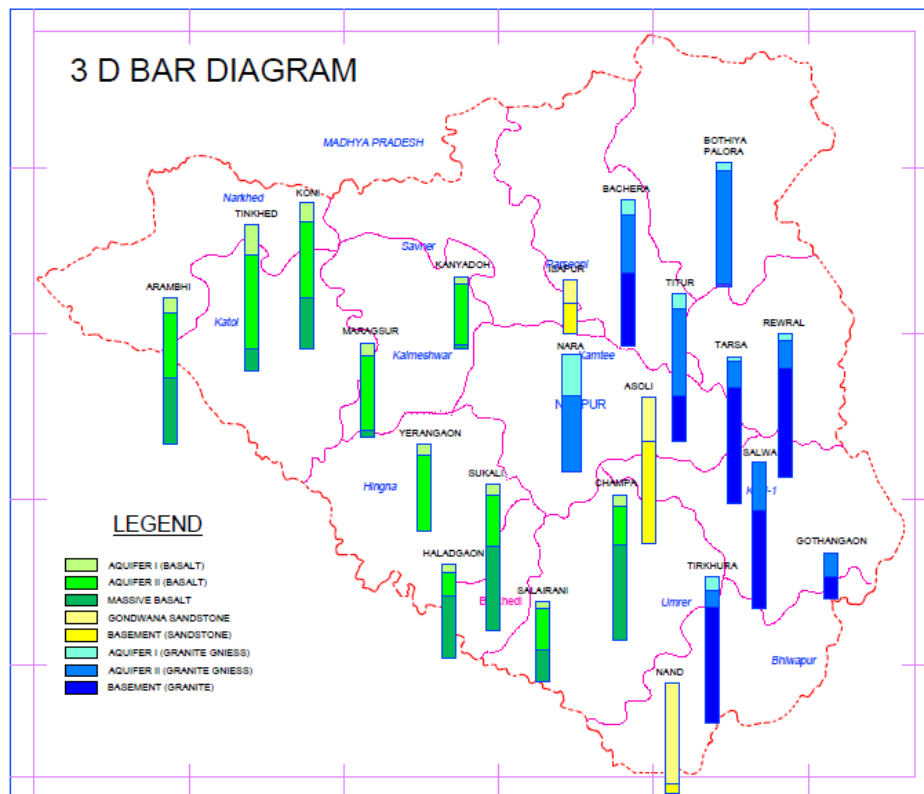 3 D BAR DIAGRAM
MADHYA PRADESH
BOTHIYA
PALORA
BACHERA
Narkhed
KONI
TINKHED
Savner
KANYADOH
Parseoni
ISAPUR
TITUR
ARAMBHI
Katol
MARAGSUR
Kalmeshwar
NARA
Kamtee
TARSA
REWRAL
ASOLI
YERANGAON
SUKALI
Hingna
CHAMPA
SALWA
GOTHANGAON
HALADGAON
SALAIRANI
TIRKHURA
Umrer
Bhiwapur
NAND
LEGEND
AQUIFER I (BASALT)
AQUIFER II (BASALT)
MASSIVE BASALT
GONDWANA SANDSTONE
BASEMENT (SANDSTONE)
AQUIFER I (GRANITE GNIESS)
AQUIFER II (GRANITE GNIESS)
BASEMENT (GRANITE)